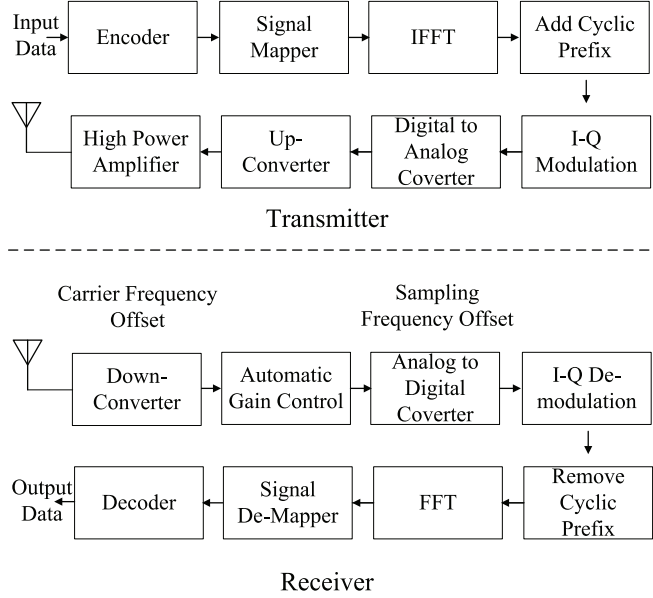 Input
Data
Encoder
Signal
Mapper
IFFT
Add Cyclic
Prefix
High Power
Amplifier
Up-
Converter
Digital to
Analog
Coverter
I-Q
Modulation
Transmitter
Carrier Frequency
Offset
Sampling
Frequency Offset
Down-
Converter
Automatic
Gain Control
Analog to
Digital
Coverter
I-Q De-
modulation
Output
Data
Decoder
Signal
De-Mapper
FFT
Remove
Cyclic
Prefix
Receiver